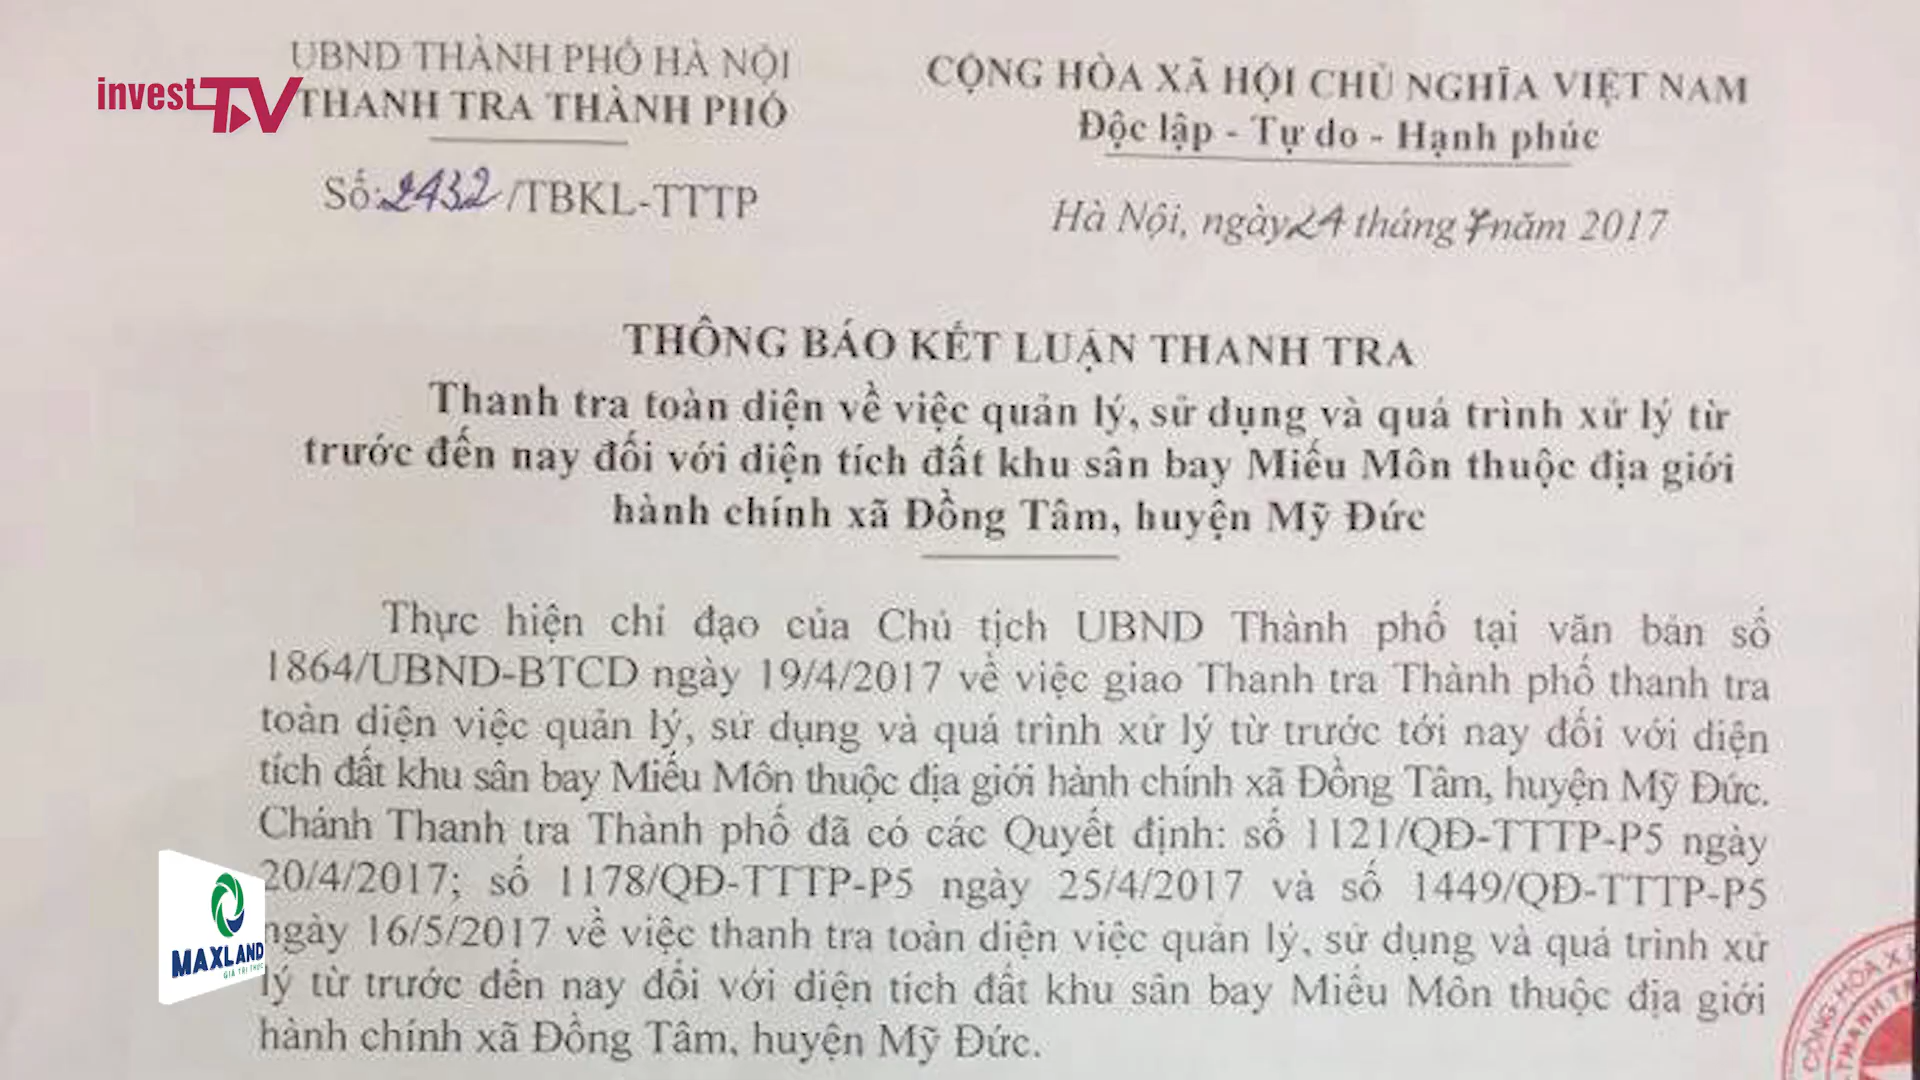 UBND THÀNH PHỐ HÀ NỘI
THANH TRA THÀNH PHỐ
CỘNG HÒA XÃ HỘI CHỦ NGHĨA VIỆT NAM
Độc lập - Tự do - Hạnh phúc
invest TV
Số: 2432/TBKL-TTTP
Hà Nội, ngày 24 tháng 7 năm 2017
THÔNG BÁO KẾT LUẬN THANH TRA
Thanh tra toàn diện về việc quản lý, sử dụng và quá trình xử lý từ
trước đến nay đối với diện tích đất khu sân bay Miếu Môn thuộc địa giới
hành chính xã Đồng Tâm, huyện Mỹ Đức
Thực hiện chỉ đạo của Chủ tịch UBND Thành phố tại văn bản số
1864/UBND-BTCD ngày 19/4/2017 về việc giao Thanh tra Thành phố thanh tra
toàn diện việc quản lý, sử dụng và quá trình xử lý từ trước tới nay đối với diện
tích đất khu sân bay Miếu Môn thuộc địa giới hành chính xã Đồng Tâm, huyện Mỹ Đức.
Chánh Thanh tra Thành phố đã có các Quyết định: số 1121/QĐ-TTTP-P5 ngày
20/4/2017; số 1178/QĐ-TTTP-P5 ngày 25/4/2017 và số 1449/QĐ-TTTP-P5
ngày 16/5/2017 về việc thanh tra toàn diện việc quản lý, sử dụng và quá trình xử
lý từ trước đến nay đối với diện tích đất khu sân bay Miếu Môn thuộc địa giới
hành chính xã Đồng Tâm, huyện Mỹ Đức.
MAXLAND
GIÁ TRỊ THỰC
CỘNG HÒA X
THANH TR